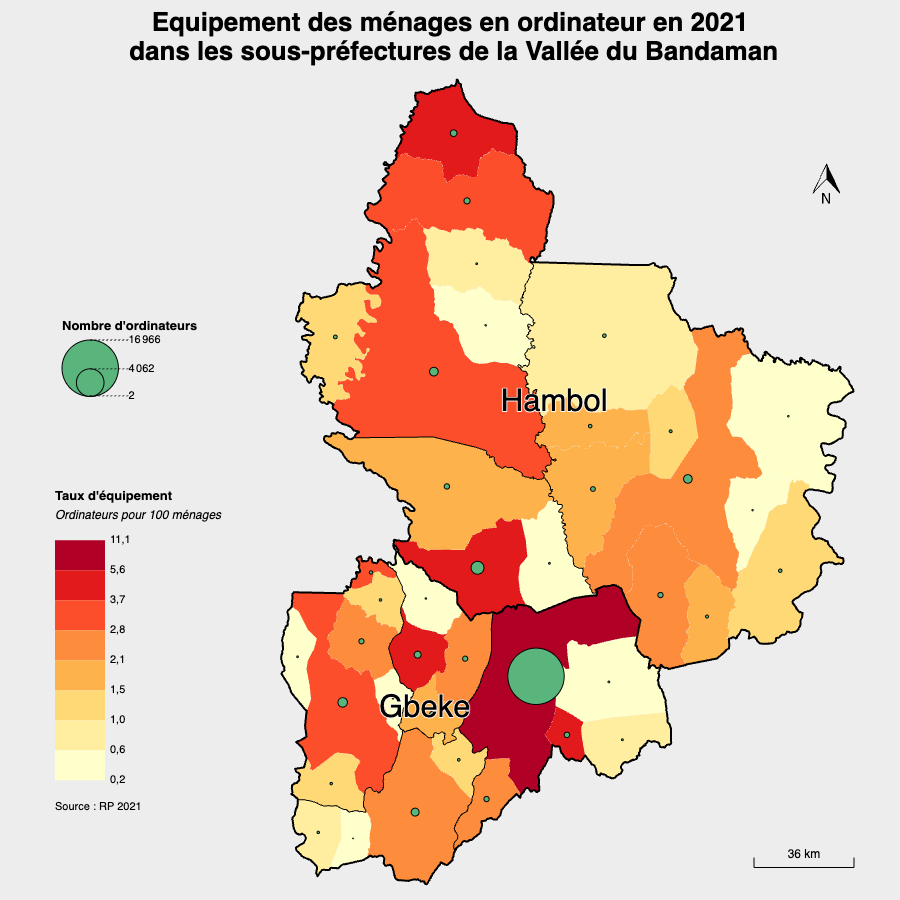 Equipement des ménages en ordinateur en 2021
dans les sous-préfectures de la Vallée du Bandaman
N
Nombre d'ordinateurs
16 966
4 062
2
Hambol
Taux d'équipement
Ordinateurs pour 100 ménages
11,1
5,6
3,7
2,8
2,1
1,5
1,0
0,6
0,2
Gbeke
Source : RP 2021
36 km